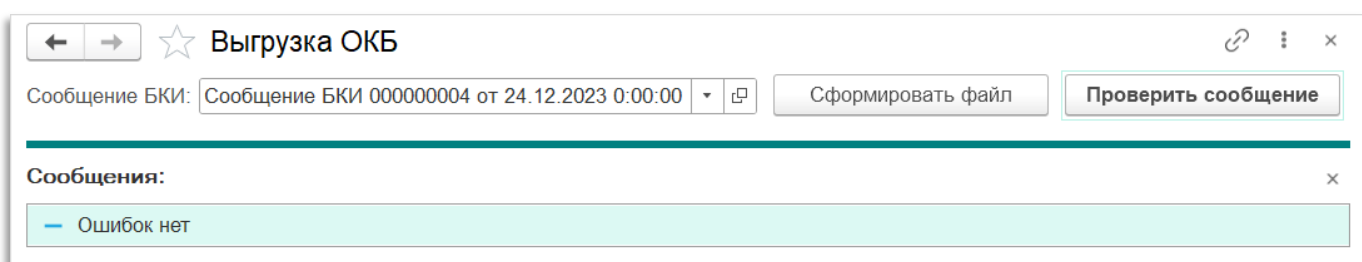 Выгрузка ОКБ
Сообщение БКИ: Сообщение БКИ 000000004 от 24.12.2023 0:00:00 Сформировать файл Проверить сообщение
Сообщения:
Ошибок нет